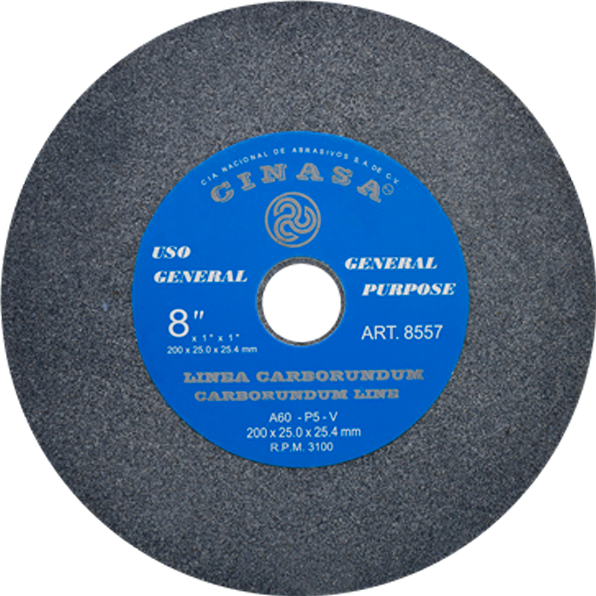 CIA. NACIONAL DE ABRASIVOS S.A. DE C.V.
CINASA
USO
GENERAL
GENERAL
PURPOSE
8"
x 1" x 1"
200 x 25.0 x 25.4 mm
ART. 8557
LINEA CARBORUNDUM
CARBORUNDUM LINE
A60 - P5 - V
200 x 25.0 x 25.4 mm
R.P.M. 3100